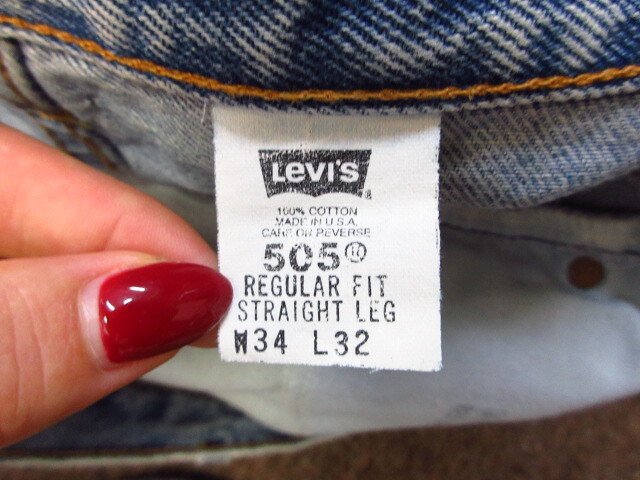 Levi's®
100% COTTON
MADE IN U.S.A.
CARE ON REVERSE
505®
REGULAR FIT
STRAIGHT LEG
W34 L32